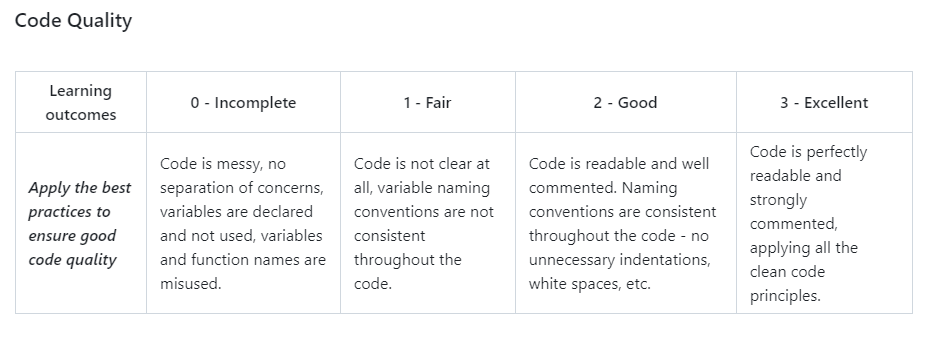 Code Quality
Learning
outcomes
0 - Incomplete
1 - Fair
2 - Good
3 - Excellent
Apply the best
practices to
ensure good
code quality
Code is messy, no
separation of concerns,
variables are declared
and not used, variables
and function names are
misused.
Code is not clear at
all, variable naming
conventions are not
consistent
throughout the
code.
Code is readable and well
commented. Naming
conventions are consistent
throughout the code - no
unnecessary indentations,
white spaces, etc.
Code is perfectly
readable and
strongly
commented,
applying all the
clean code
principles.